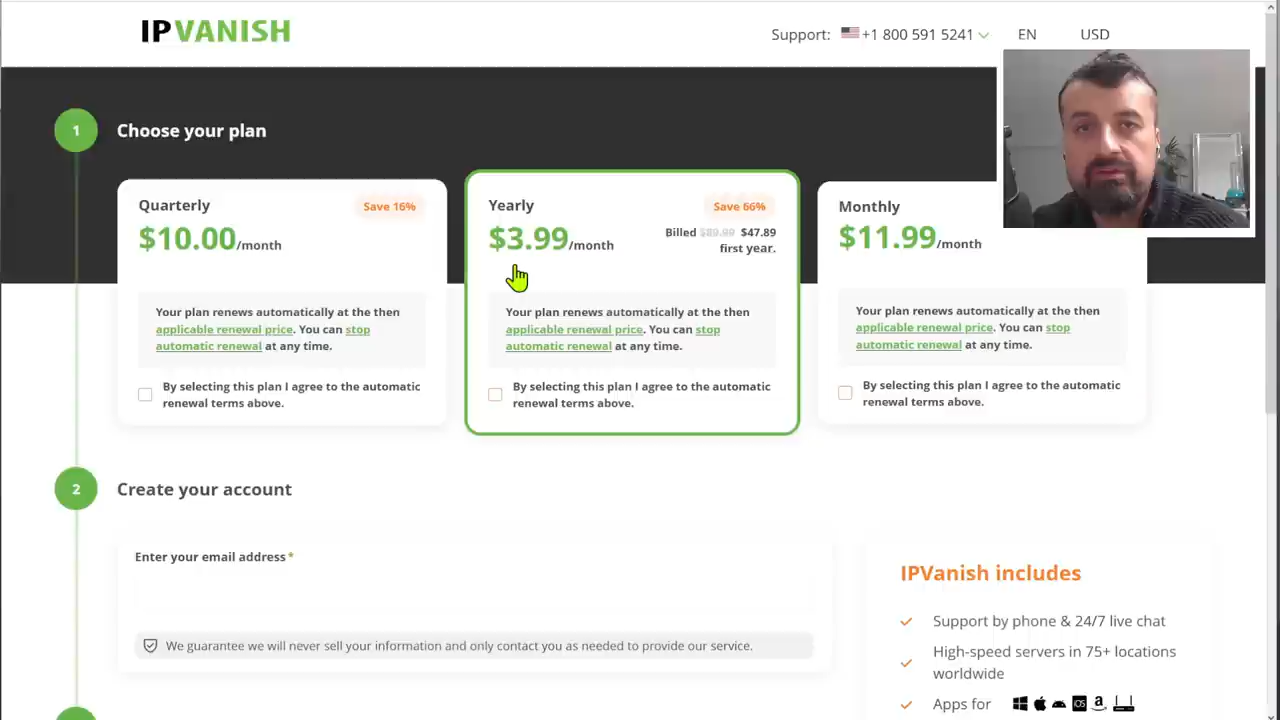 IPVANISH
Support: +1 800 591 5241 EN USD
1 Choose your plan
Quarterly
Save 16%
$10.00/month
Your plan renews automatically at the then
applicable renewal price. You can stop
automatic renewal at any time.
By selecting this plan I agree to the automatic
renewal terms above.
Yearly
Save 66%
$3.99/month
Billed $89.99 $47.89
first year.
Your plan renews automatically at the then
applicable renewal price. You can stop
automatic renewal at any time.
By selecting this plan I agree to the automatic
renewal terms above.
Monthly
$11.99/month
Your plan renews automatically at the then
applicable renewal price. You can stop
automatic renewal at any time.
By selecting this plan I agree to the automatic
renewal terms above.
2 Create your account
Enter your email address *
We guarantee we will never sell your information and only contact you as needed to provide our service.
IPVanish includes
Support by phone & 24/7 live chat
High-speed servers in 75+ locations
worldwide
Apps for iOS